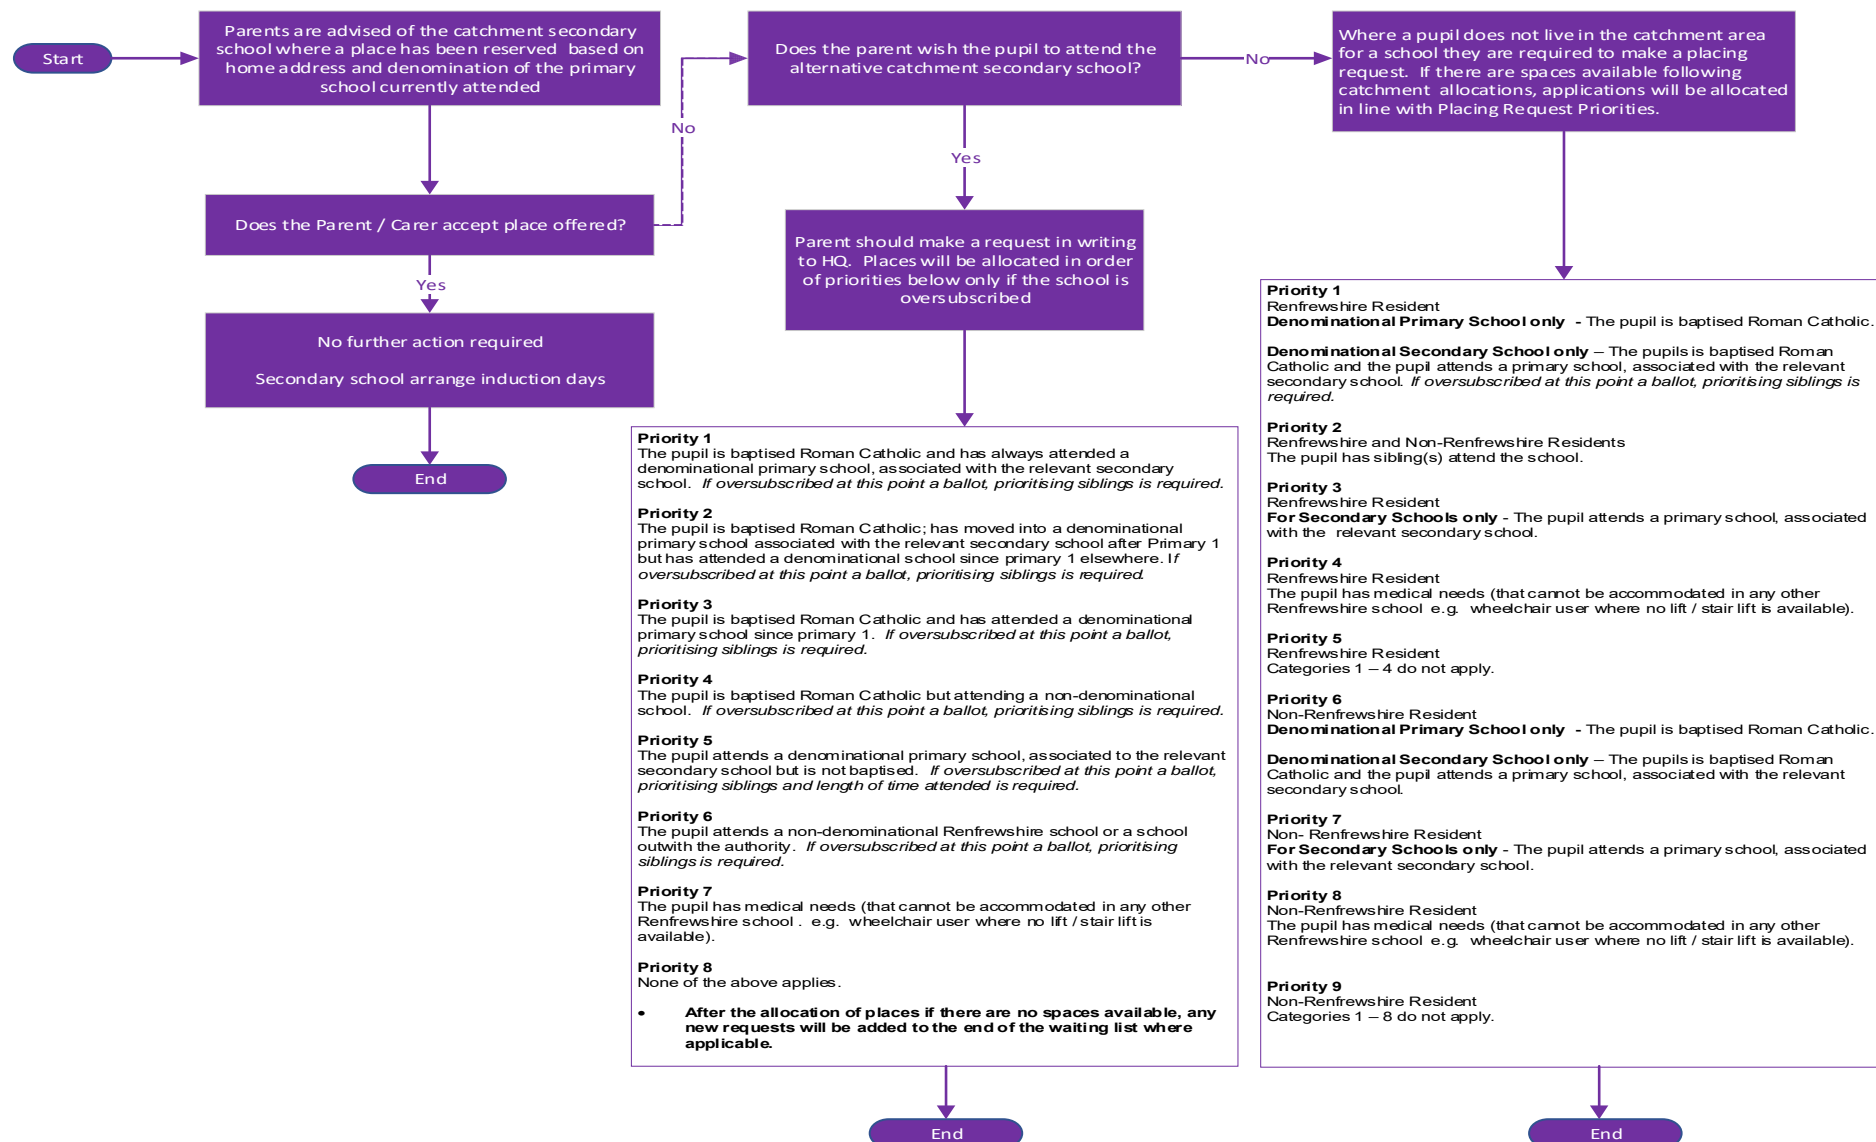 Start
Parents are advised of the catchment secondary
school where a place has been reserved based on
home address and denomination of the primary
school currently attended
Does the Parent / Carer accept place offered?
Yes
No
No further action required
Secondary school arrange induction days
End
Does the parent wish the pupil to attend the
alternative catchment secondary school?
Yes
No
Parent should make a request in writing
to HQ. Places will be allocated in order
of priorities below only if the school is
oversubscribed
Priority 1
The pupil is baptised Roman Catholic and has always attended a
denominational primary school, associated with the relevant secondary
school. If oversubscribed at this point a ballot, prioritising siblings is required.
Priority 2
The pupil is baptised Roman Catholic; has moved into a denominational
primary school associated with the relevant secondary school after Primary 1
but has attended a denominational school since primary 1 elsewhere. If
oversubscribed at this point a ballot, prioritising siblings is required.
Priority 3
The pupil is baptised Roman Catholic and has attended a denominational
primary school since primary 1. If oversubscribed at this point a ballot,
prioritising siblings is required.
Priority 4
The pupil is baptised Roman Catholic but attending a non-denominational
school. If oversubscribed at this point a ballot, prioritising siblings is required.
Priority 5
The pupil attends a denominational primary school, associated to the relevant
secondary school but is not baptised. If oversubscribed at this point a ballot,
prioritising siblings and length of time attended is required.
Priority 6
The pupil attends a non-denominational Renfrewshire school or a school
outwith the authority. If oversubscribed at this point a ballot, prioritising
siblings is required.
Priority 7
The pupil has medical needs (that cannot be accommodated in any other
Renfrewshire school . e.g. wheelchair user where no lift / stair lift is
available).
Priority 8
None of the above applies.
• After the allocation of places if there are no spaces available, any
new requests will be added to the end of the waiting list where
applicable.
End
Where a pupil does not live in the catchment area
for a school they are required to make a placing
request. If there are spaces available following
catchment allocations, applications will be allocated
in line with Placing Request Priorities.
Priority 1
Renfrewshire Resident
Denominational Primary School only - The pupil is baptised Roman Catholic.
Denominational Secondary School only – The pupils is baptised Roman
Catholic and the pupil attends a primary school, associated with the relevant
secondary school. If oversubscribed at this point a ballot, prioritising siblings is
required.
Priority 2
Renfrewshire and Non-Renfrewshire Residents
The pupil has sibling(s) attend the school.
Priority 3
Renfrewshire Resident
For Secondary Schools only - The pupil attends a primary school, associated
with the relevant secondary school.
Priority 4
Renfrewshire Resident
The pupil has medical needs (that cannot be accommodated in any other
Renfrewshire school e.g. wheelchair user where no lift / stair lift is available).
Priority 5
Renfrewshire Resident
Categories 1 – 4 do not apply.
Priority 6
Non-Renfrewshire Resident
Denominational Primary School only - The pupil is baptised Roman Catholic.
Denominational Secondary School only – The pupils is baptised Roman
Catholic and the pupil attends a primary school, associated with the relevant
secondary school.
Priority 7
Non- Renfrewshire Resident
For Secondary Schools only - The pupil attends a primary school, associated
with the relevant secondary school.
Priority 8
Non-Renfrewshire Resident
The pupil has medical needs (that cannot be accommodated in any other
Renfrewshire school e.g. wheelchair user where no lift / stair lift is available).
Priority 9
Non-Renfrewshire Resident
Categories 1 – 8 do not apply.
End